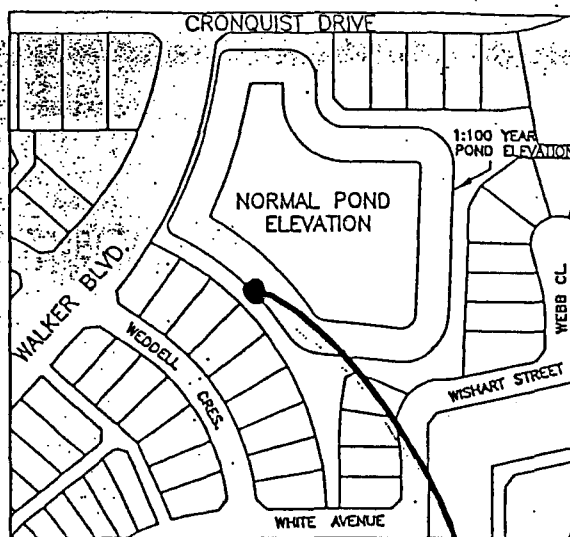 CRONQUIST DRIVE
1:100 YEAR
POND ELEVATION
NORMAL POND
ELEVATION
WALKER BLVD.
WEBB CL.
WEDDELL CRES.
WISHART STREET
WHITE AVENUE